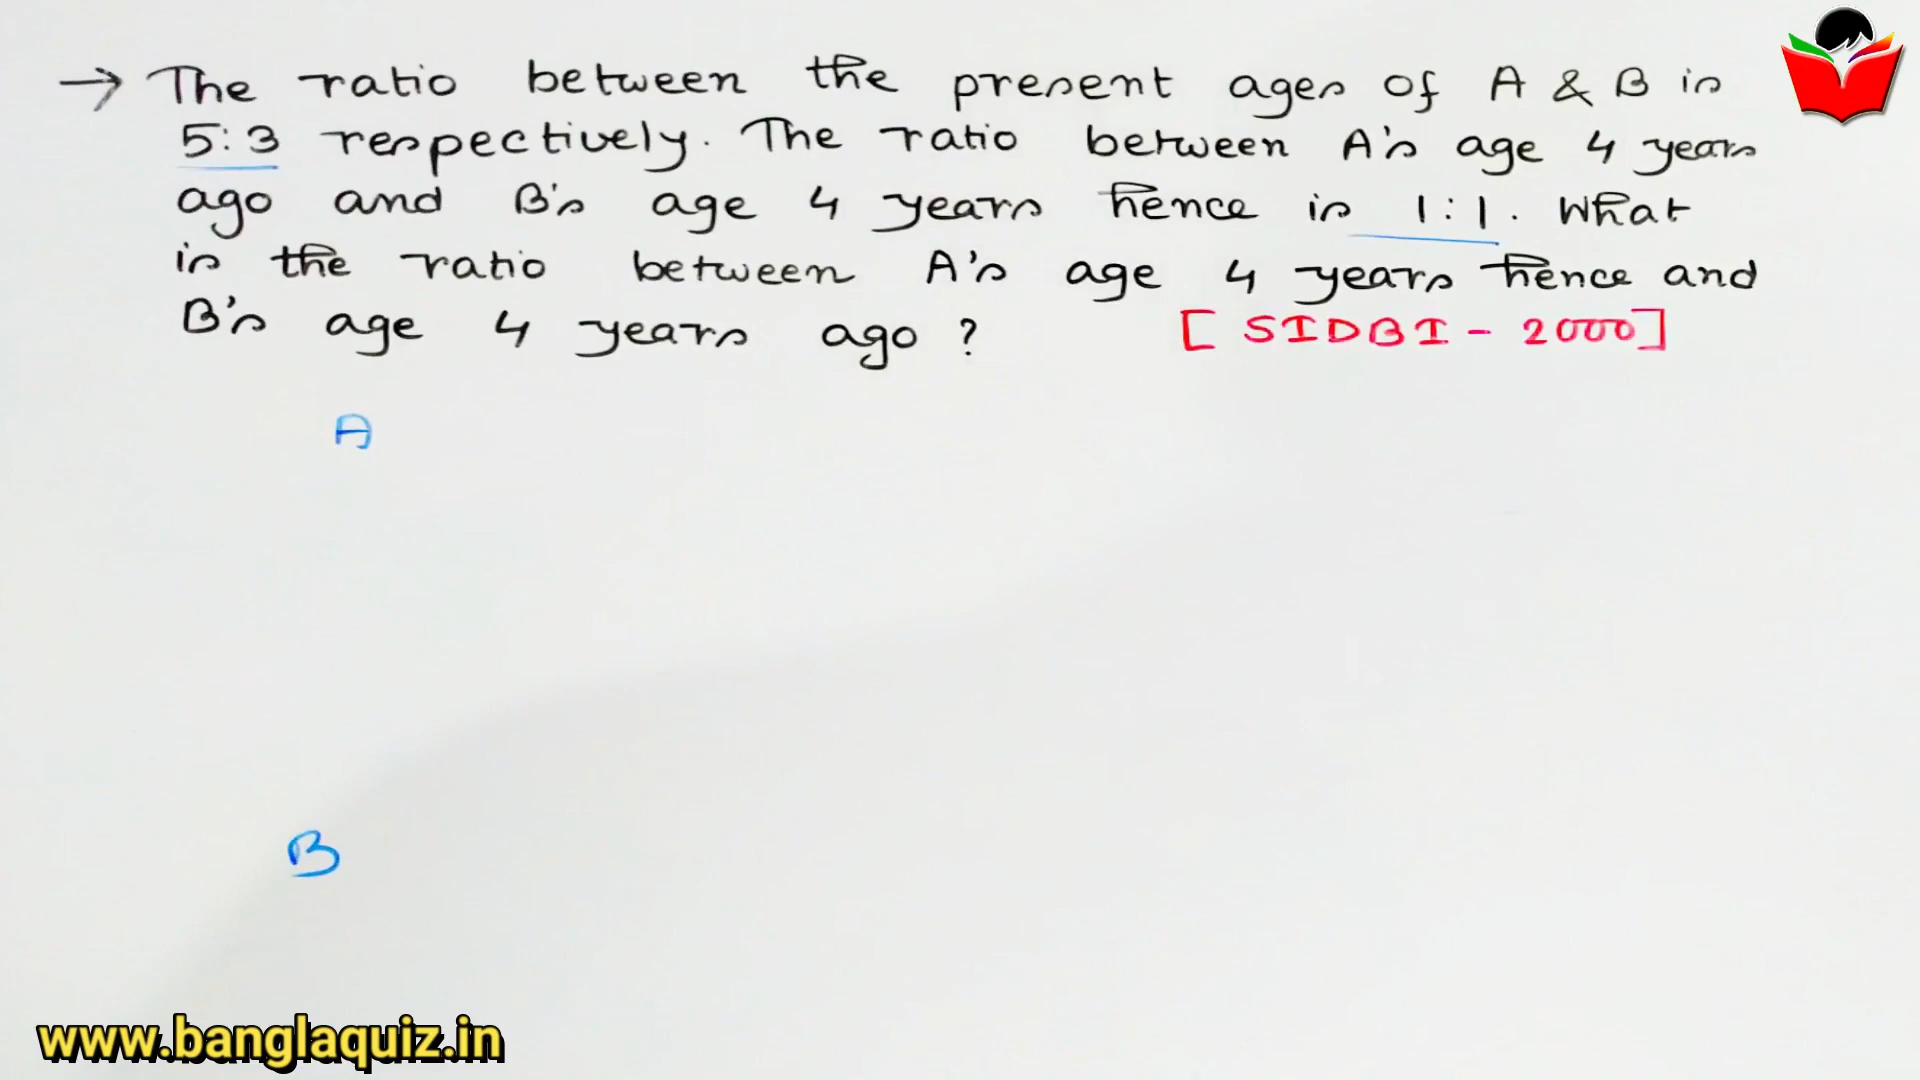 → The ratio between the present ages of A & B is
5:3 respectively. The ratio between A's age 4 years
ago and B's age 4 years hence is 1:1. What
is the ratio between A's age 4 years hence and
B's age 4 years ago ? [SIDBI - 2000]
A
B
www.banglaquiz.in